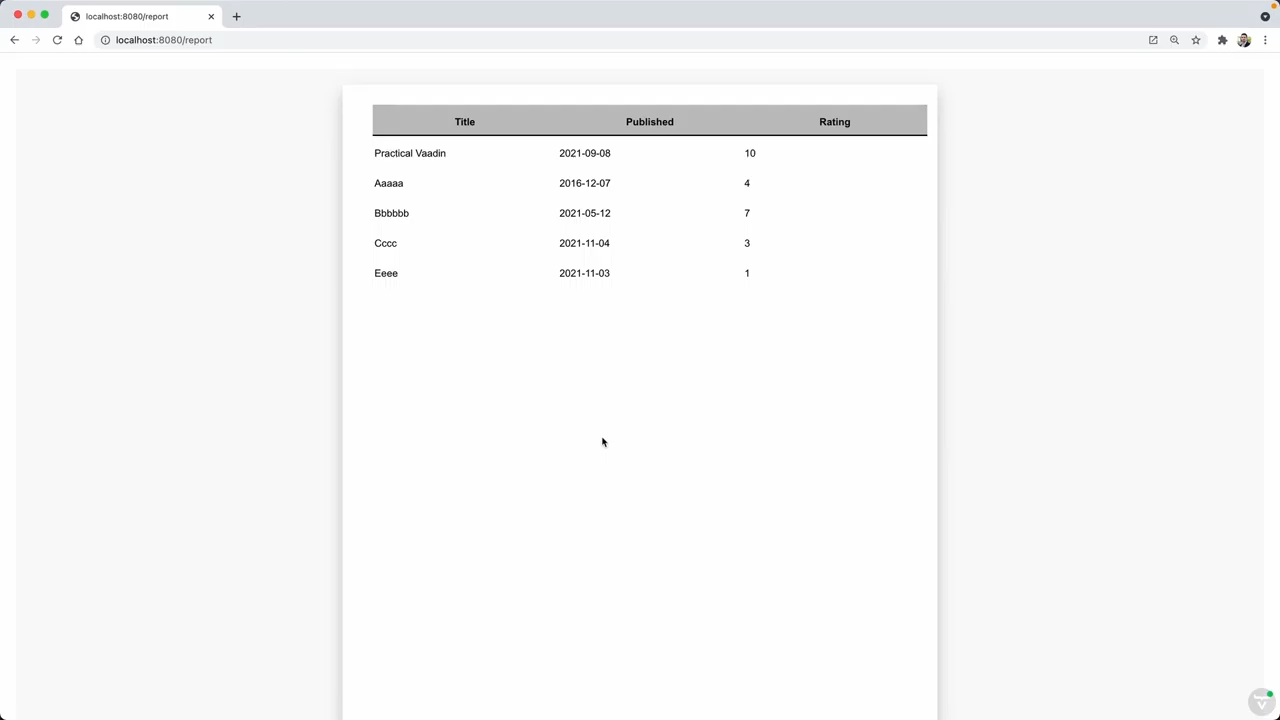 localhost:8080/report
localhost:8080/report
Title Published Rating
Practical Vaadin 2021-09-08 10
Aaaaa 2016-12-07 4
Bbbbbb 2021-05-12 7
Cccc 2021-11-04 3
Eeee 2021-11-03 1